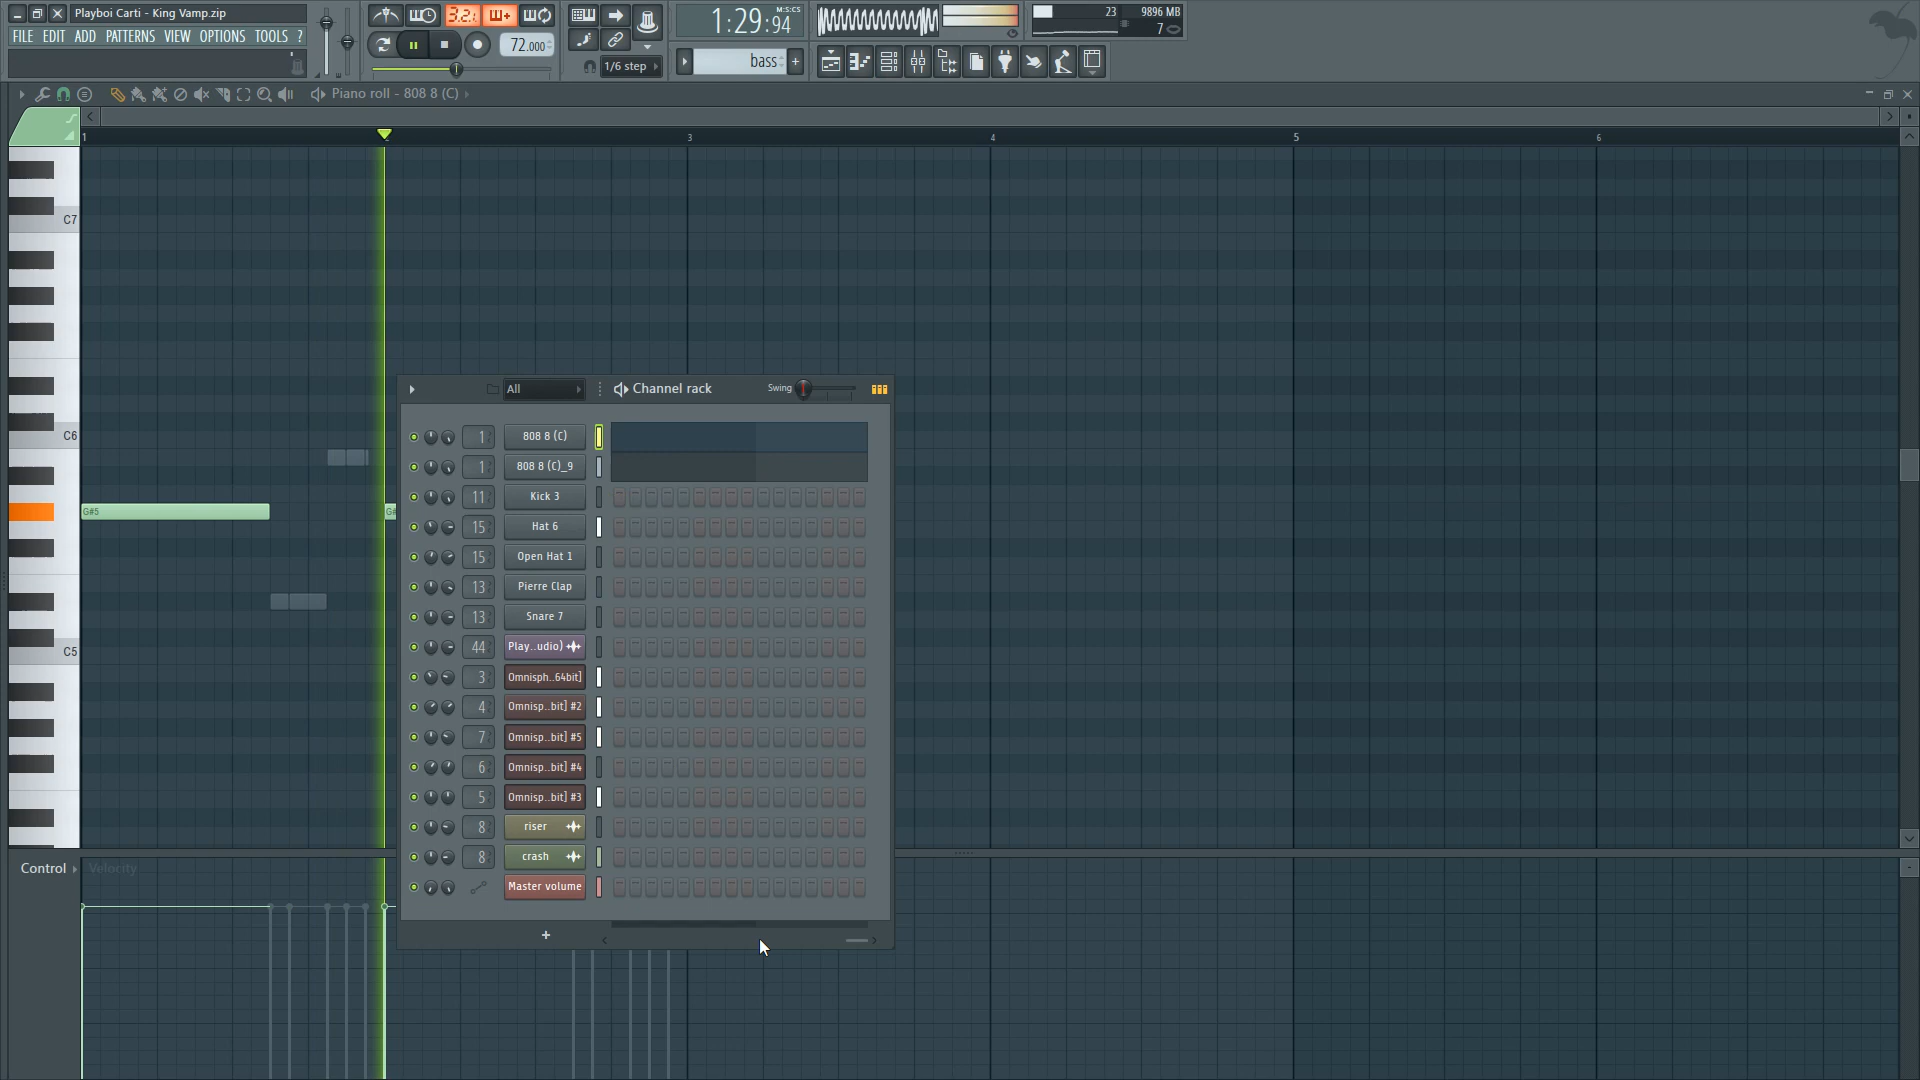 Playboi Carti - King Vamp.zip
FILE EDIT ADD PATTERNS VIEW OPTIONS TOOLS ?
3.2.
72.000
1:29:94
M:S:CS
23
9896 MB
7
1/6 step
bass
Piano roll - 808 8 (C)
1 3 4 5 6
C7
C6
C5
G#5
All
Channel rack
Swing
1 808 8 (C)
1 808 8 (C)_9
11 Kick 3
15 Hat 6
15 Open Hat 1
13 Pierre Clap
13 Snare 7
44 Play..udio)
3 Omnisph..64bit]
4 Omnisp..bit] #2
7 Omnisp..bit] #5
6 Omnisp..bit] #4
5 Omnisp..bit] #3
8 riser
8 crash
Master volume
+
Control
Velocity